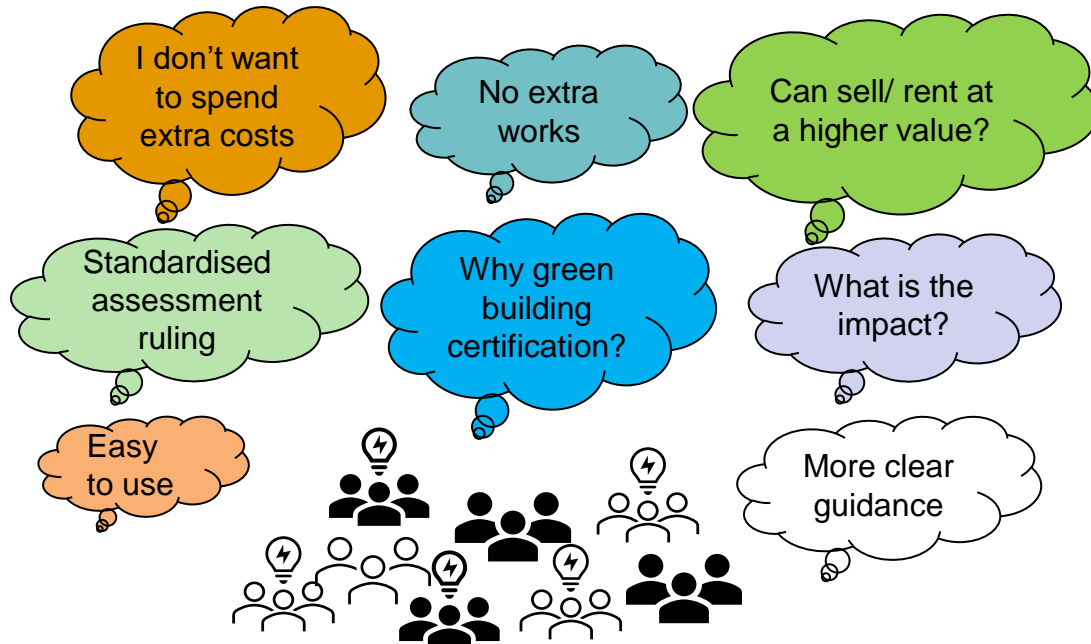 I don't want
to spend
extra costs
No extra
works
Can sell/ rent at
a higher value?
Standardised
assessment
ruling
Why green
building
certification?
What is the
impact?
Easy
to use
More clear
guidance